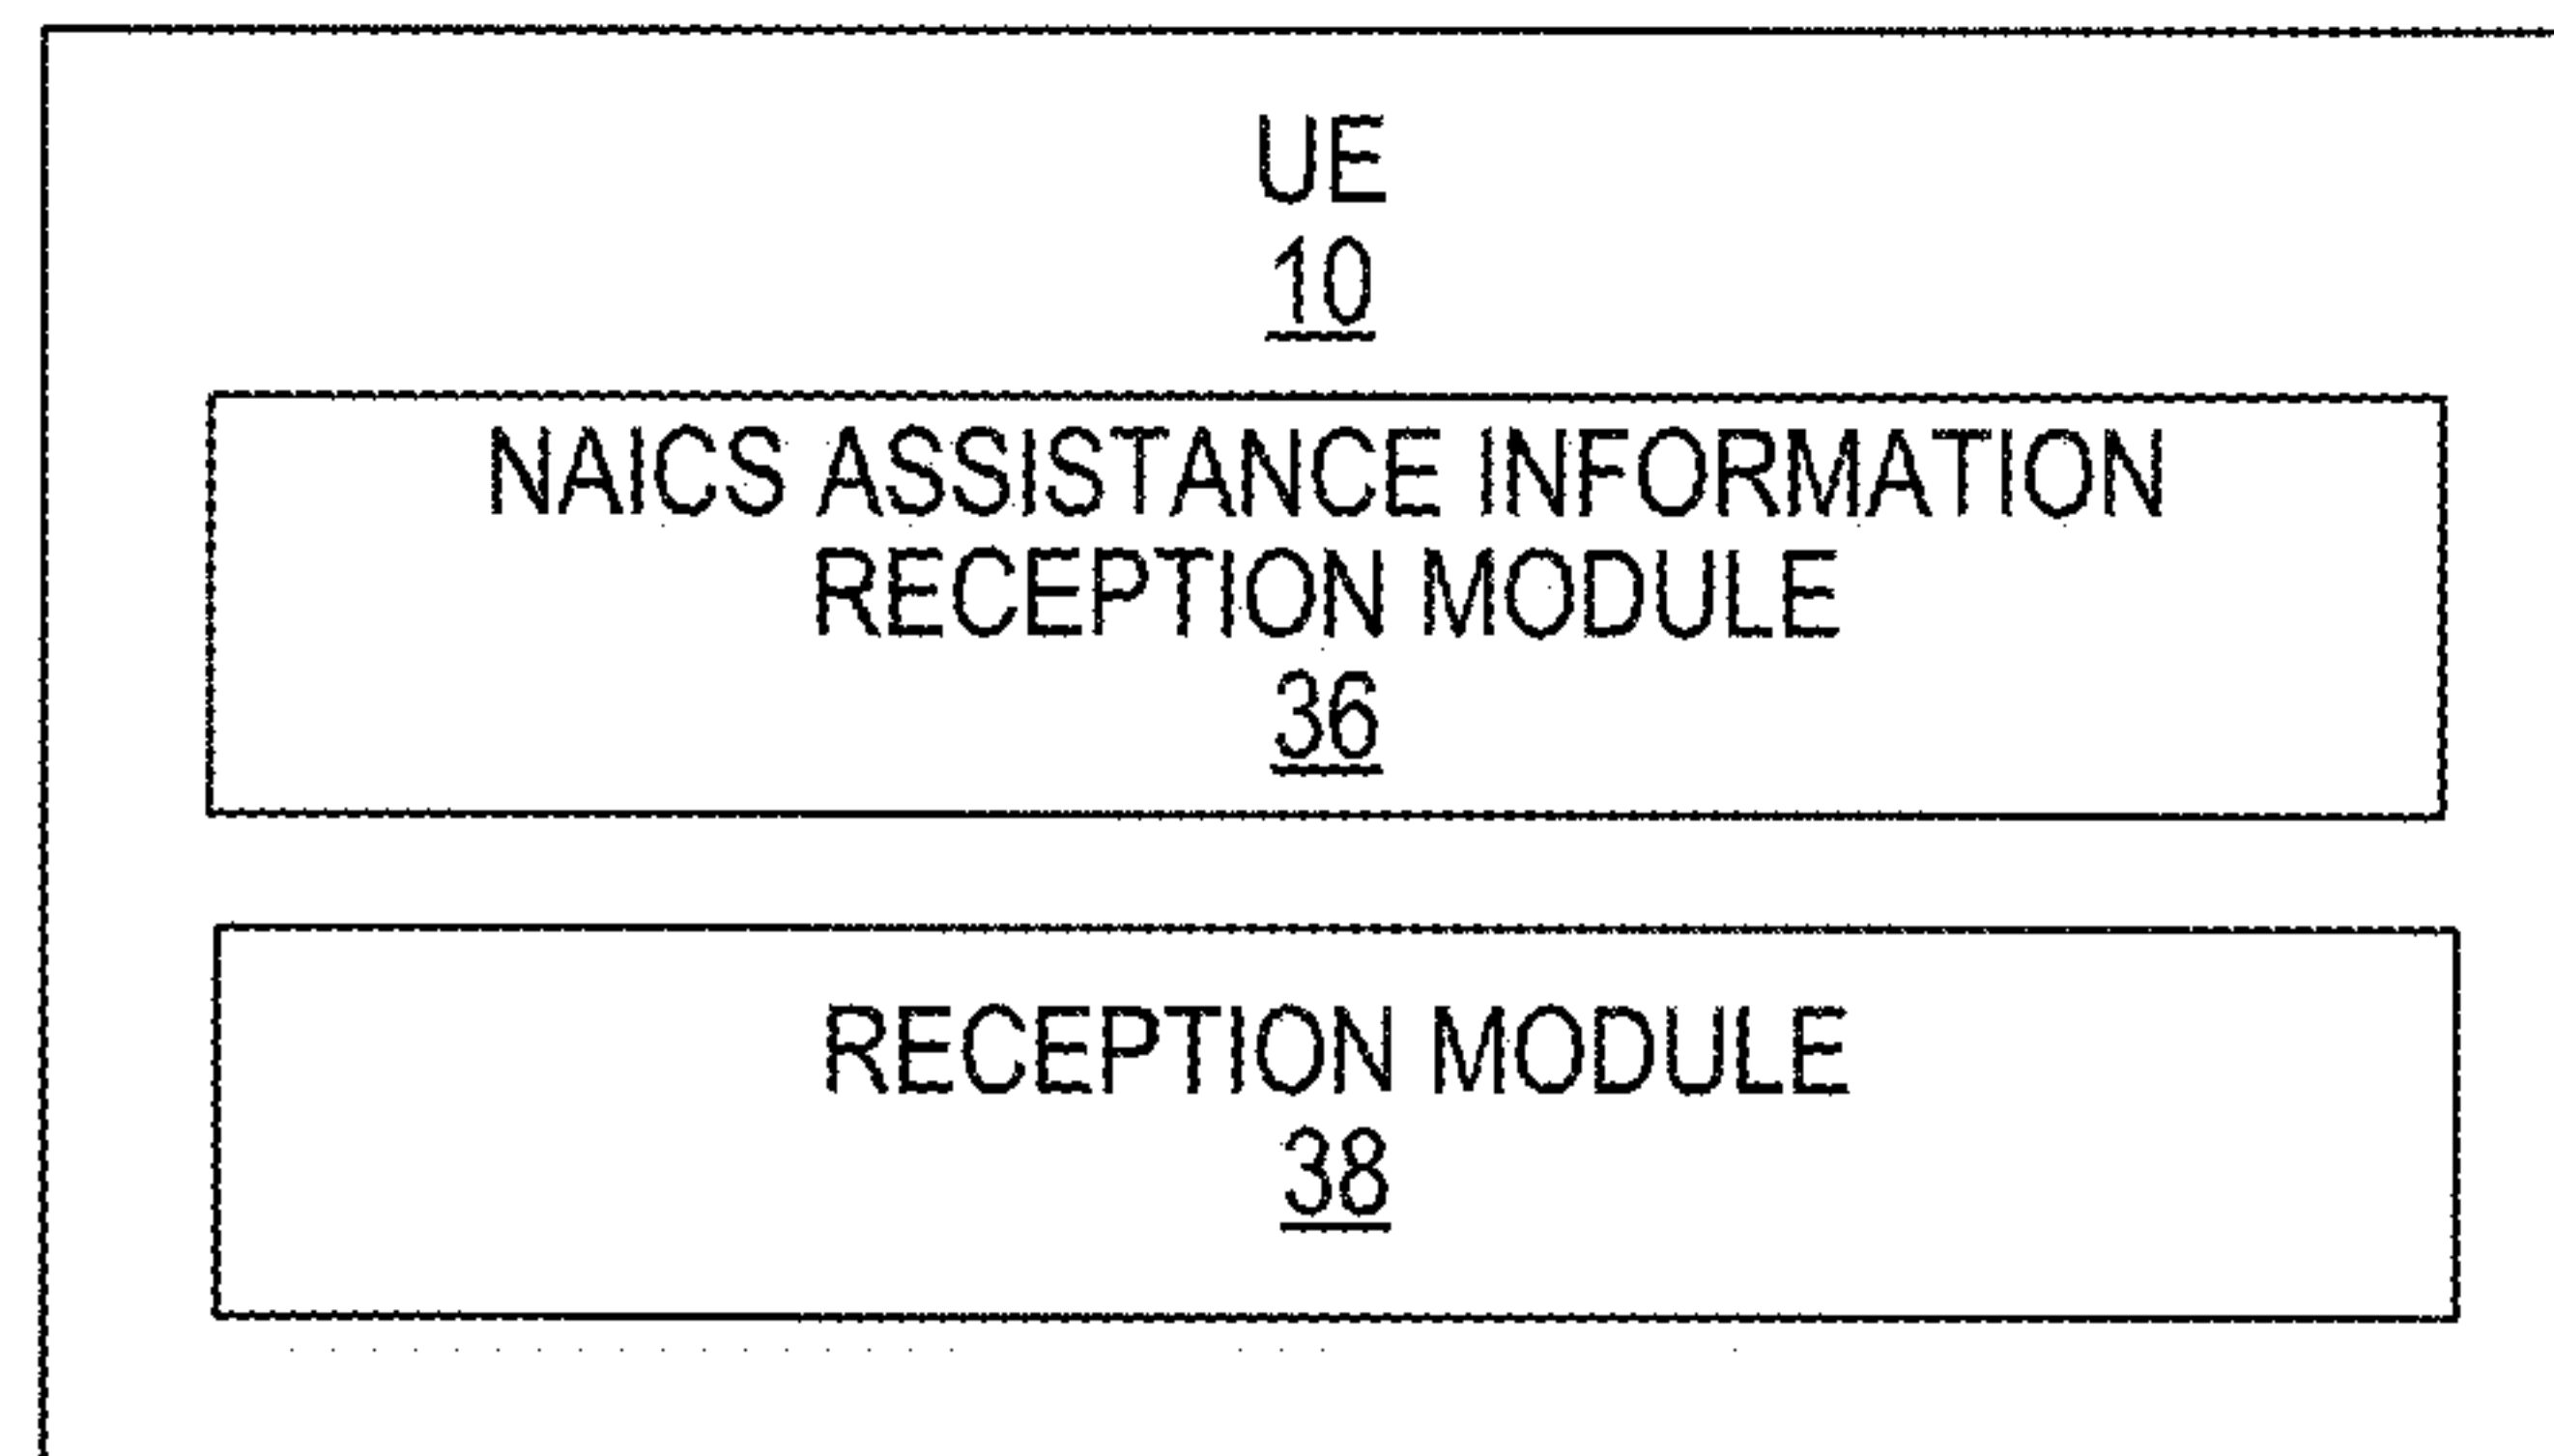 UE
10
NAICS ASSISTANCE INFORMATION
RECEPTION MODULE
36
RECEPTION MODULE
38